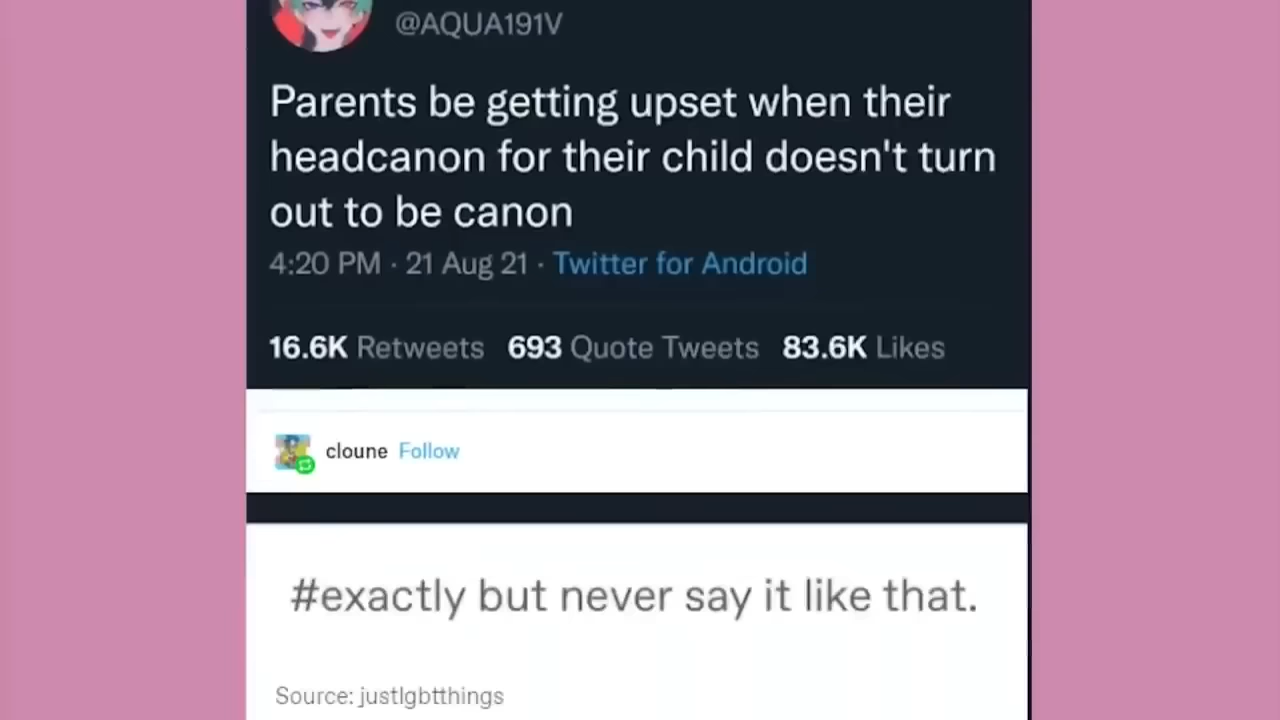 @AQUA191V
Parents be getting upset when their
headcanon for their child doesn't turn
out to be canon
4:20 PM · 21 Aug 21 · Twitter for Android
16.6K Retweets 693 Quote Tweets 83.6K Likes
cloune Follow
#exactly but never say it like that.
Source: justlgbtthings